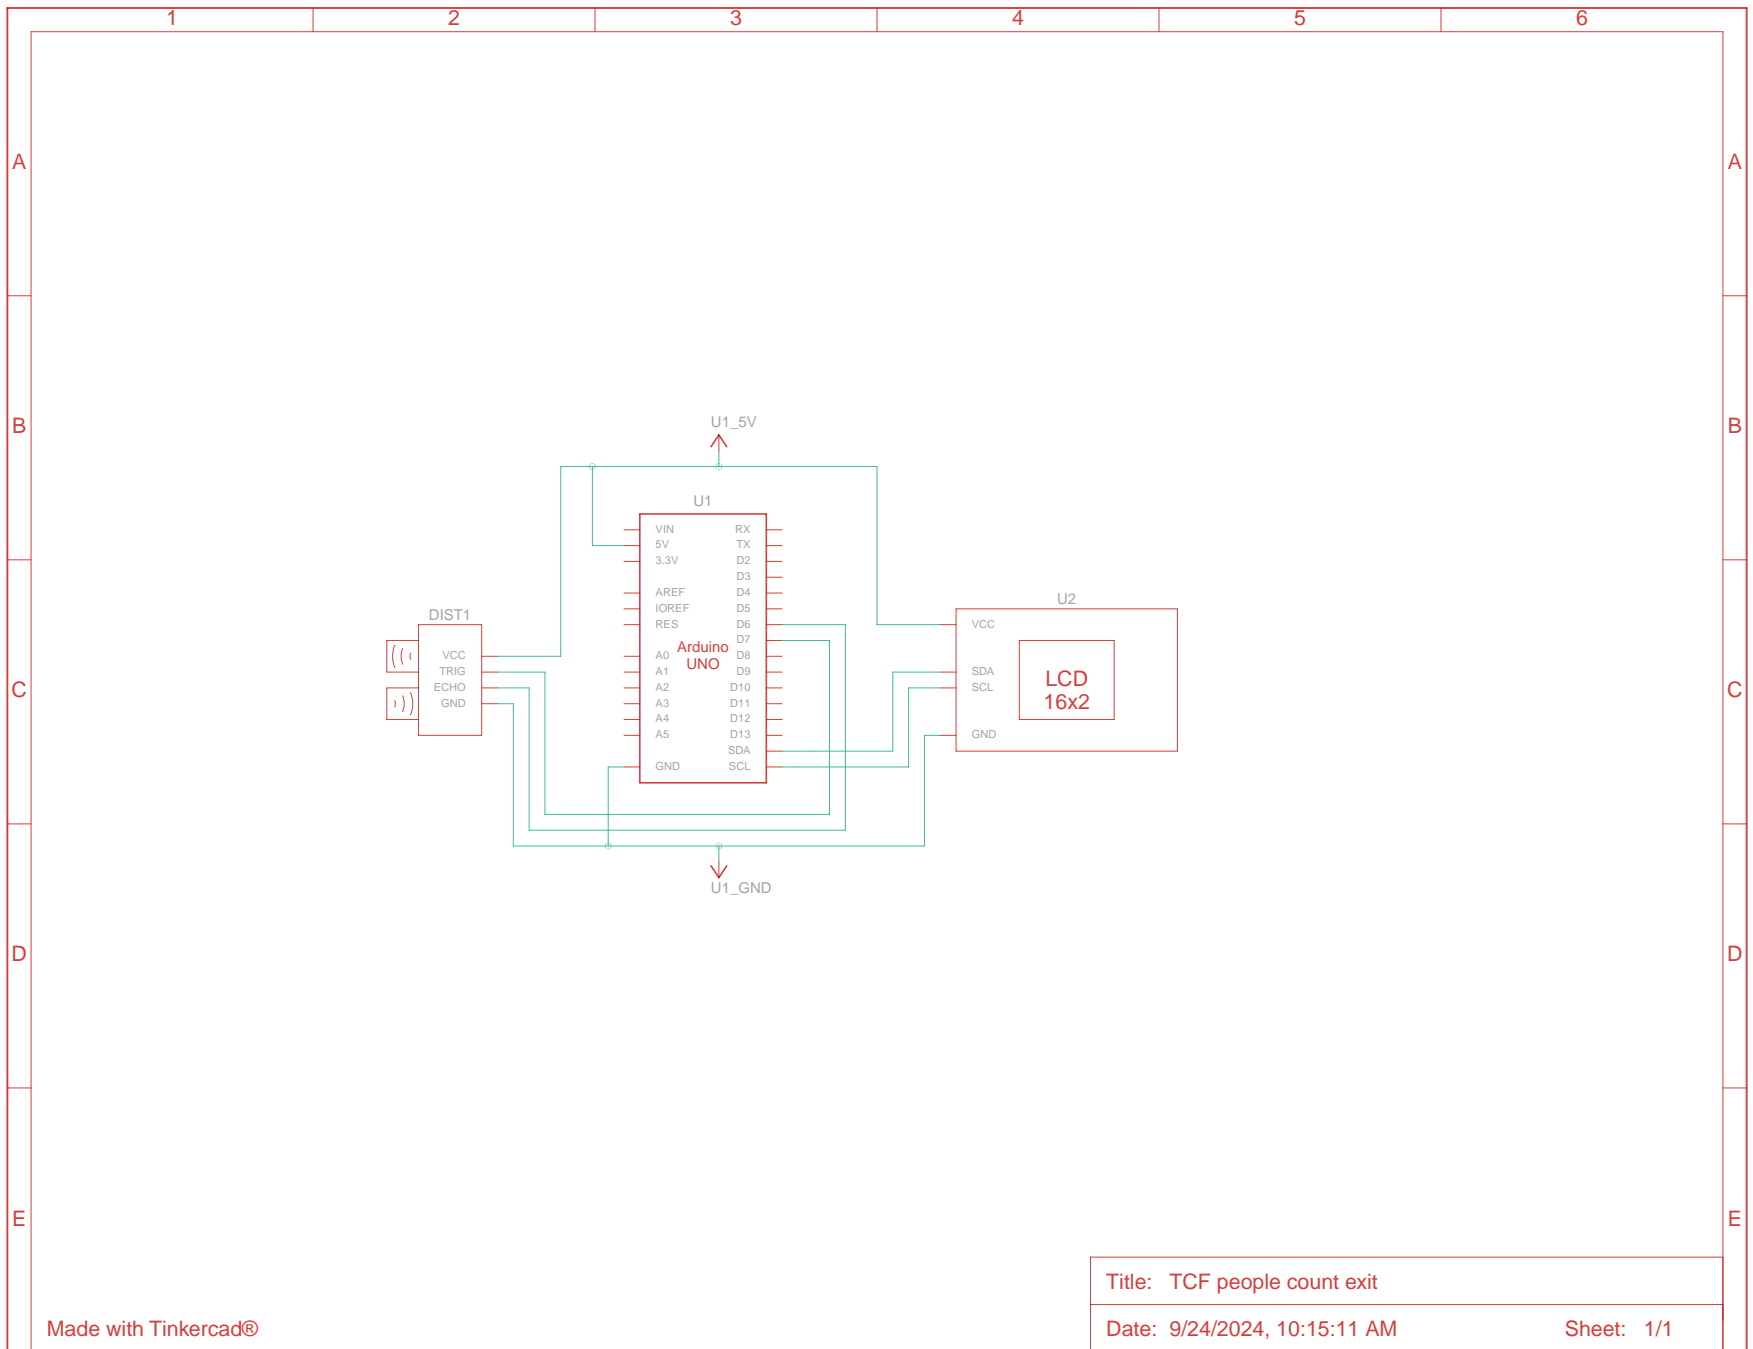 1 2 3 4 5 6
A A
B B
U1_5V
U1
VIN RX
5V TX
3.3V D2
D3
AREF D4
IOREF D5
RES D6
D7
A0 D8
A1 D9
A2 D10
A3 D11
A4 D12
A5 D13
SDA
GND SCL
Arduino
UNO
DIST1
VCC
TRIG
ECHO
GND
U2
VCC
SDA
SCL
GND
LCD
16x2
C C
U1_GND
D D
E E
Title: TCF people count exit
Date: 9/24/2024, 10:15:11 AM Sheet: 1/1
Made with Tinkercad®